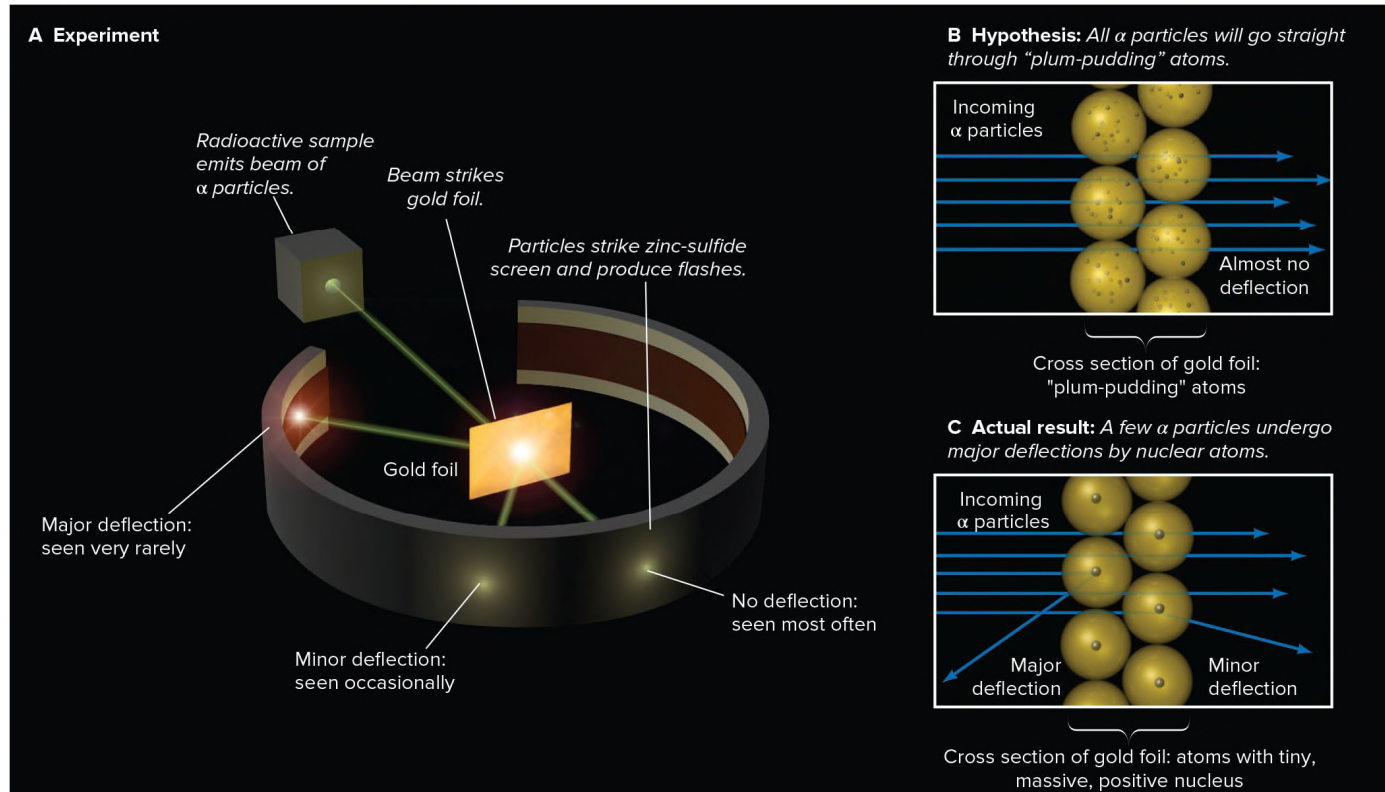 A Experiment
Radioactive sample
emits beam of
α particles.
Beam strikes
gold foil.
Particles strike zinc-sulfide
screen and produce flashes.
Gold foil
Major deflection:
seen very rarely
Minor deflection:
seen occasionally
No deflection:
seen most often
B Hypothesis: All α particles will go straight
through “plum-pudding” atoms.
Incoming
α particles
Almost no
deflection
Cross section of gold foil:
"plum-pudding" atoms
C Actual result: A few α particles undergo
major deflections by nuclear atoms.
Incoming
α particles
Major
deflection
Minor
deflection
Cross section of gold foil: atoms with tiny,
massive, positive nucleus